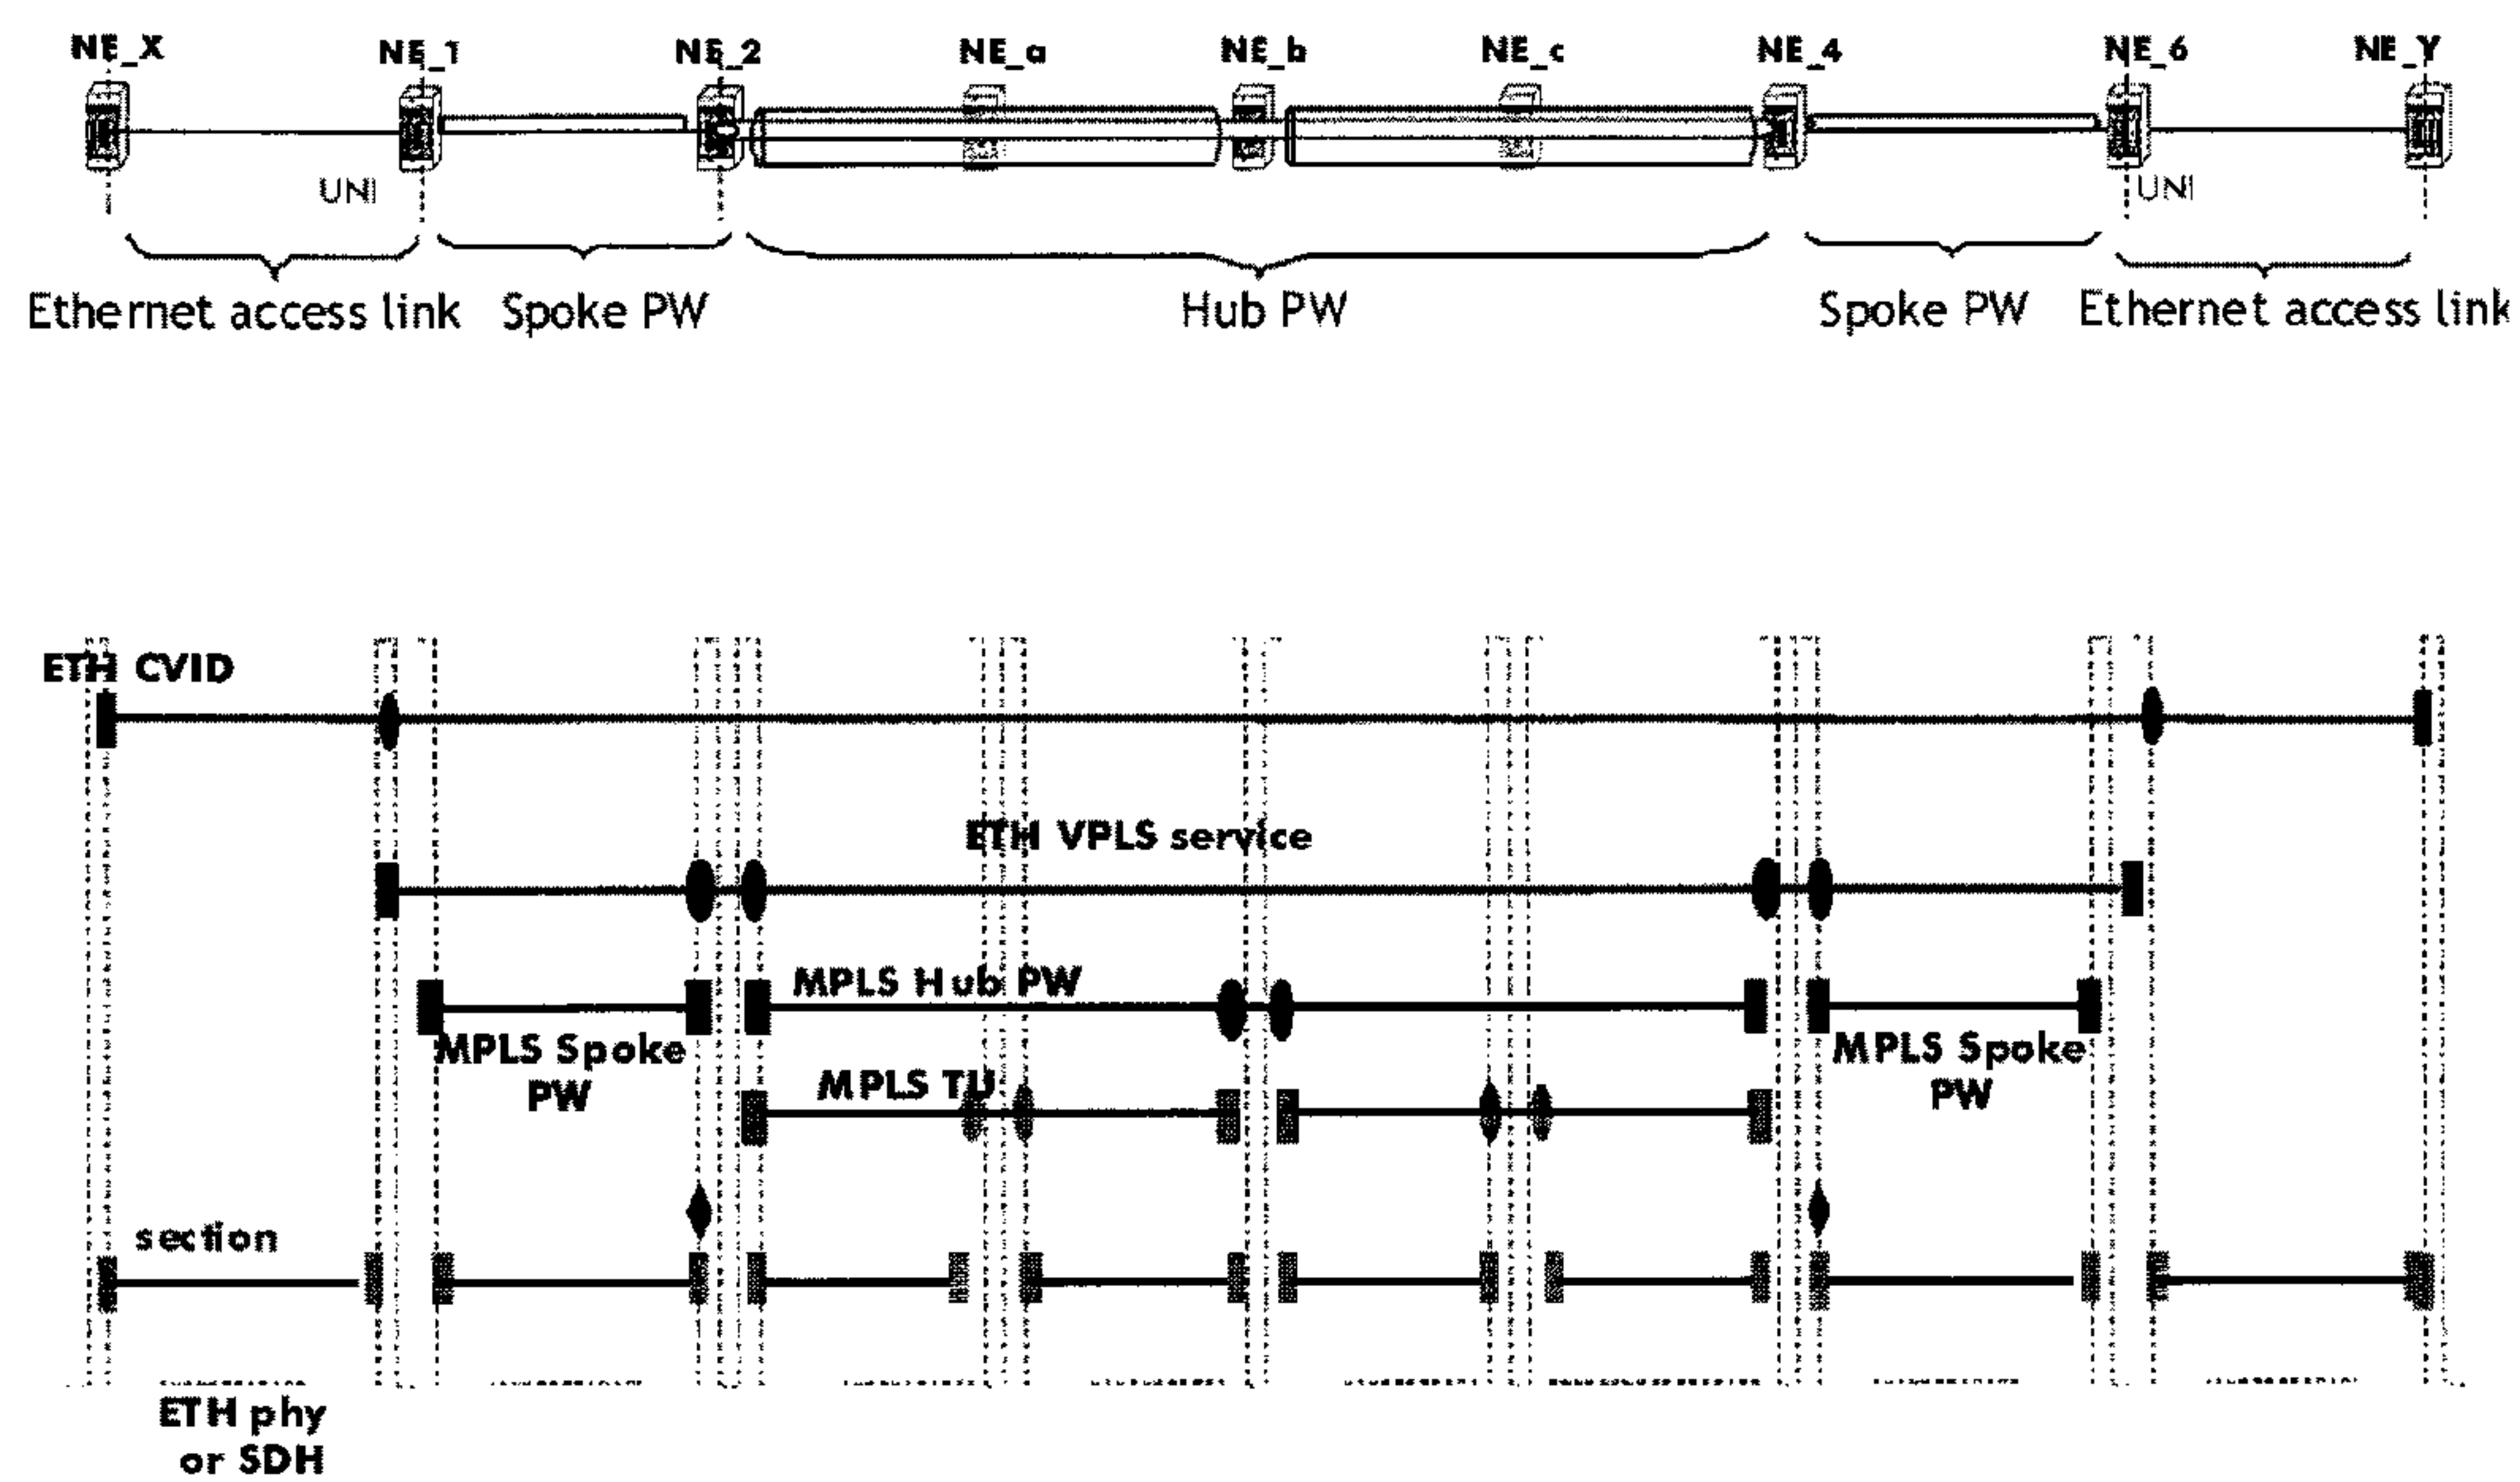 NE_X NE_1 NE_2 NE_a NE_b NE_c NE_4 NE_6 NE_Y
UNI UNI
Ethernet access link Spoke PW Hub PW Spoke PW Ethernet access link
ETH CVID
ETH VPLS service
MPLS Hub PW
MPLS Spoke
PW
MPLS Spoke
PW
MPLS TU
section
ETH phy
or SDH